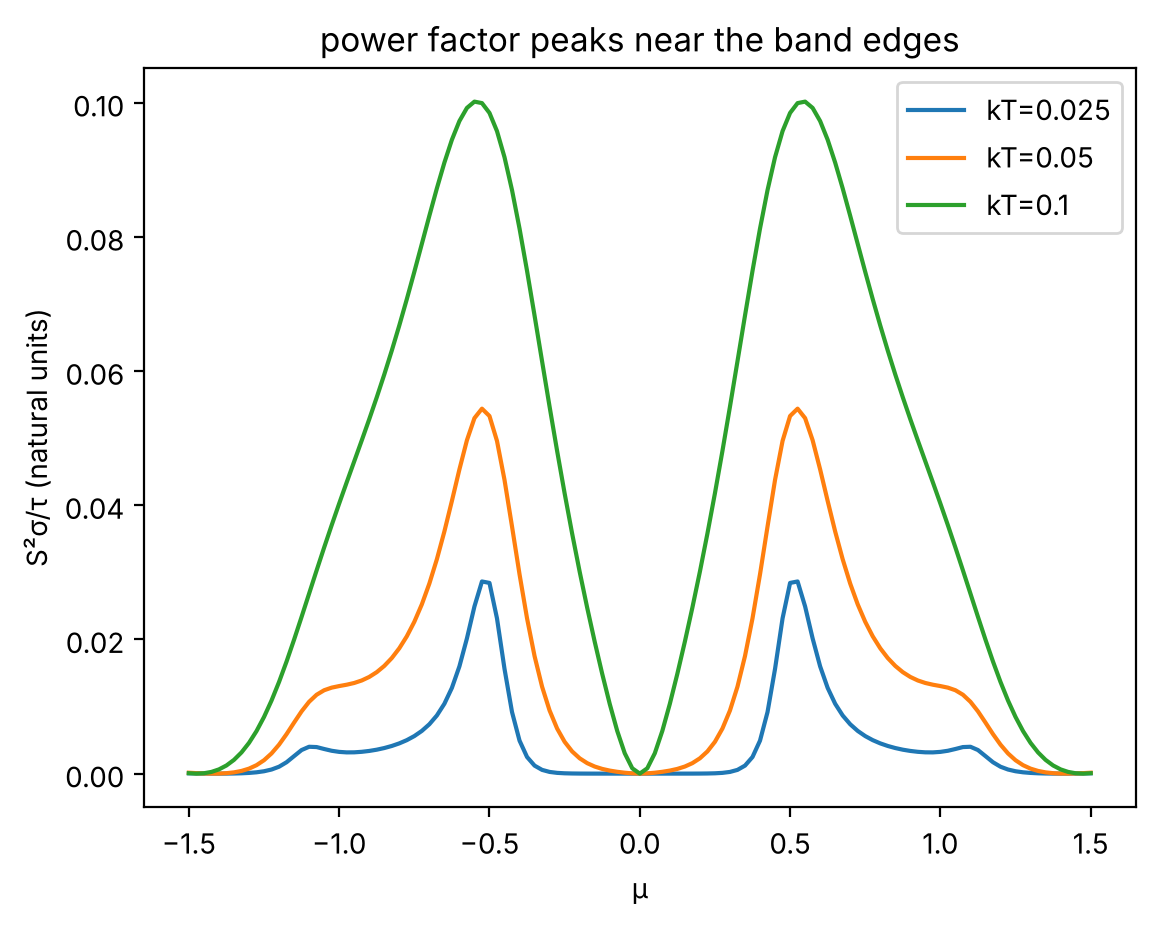 power factor peaks near the band edges
kT=0.025
kT=0.05
kT=0.1
S²σ/τ (natural units)
0.10
0.08
0.06
0.04
0.02
0.00
−1.5 −1.0 −0.5 0.0 0.5 1.0 1.5
μ